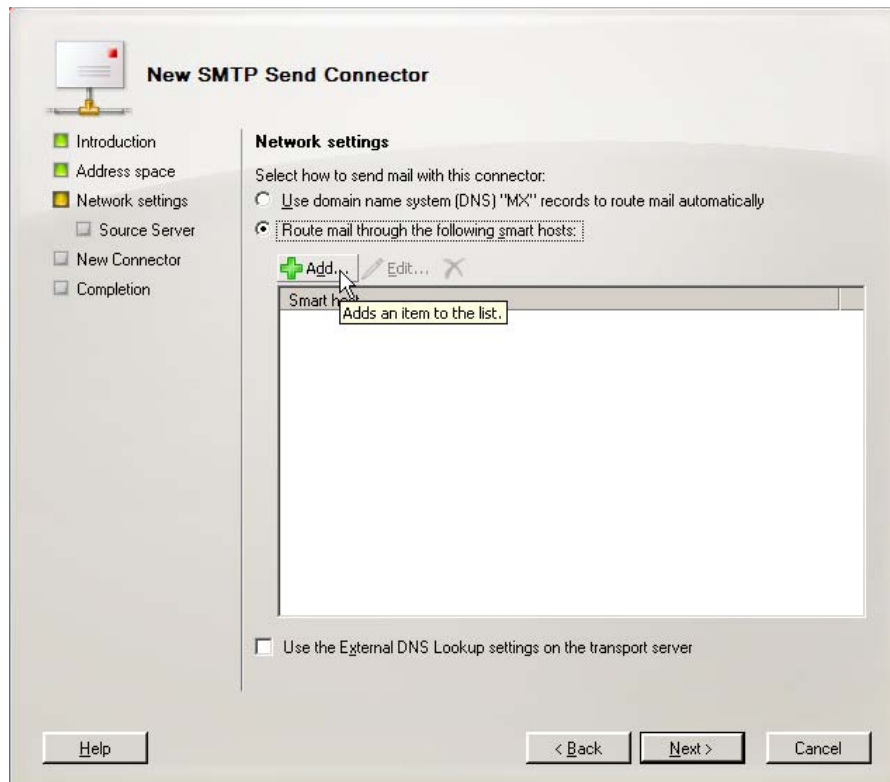 New SMTP Send Connector
Introduction
Address space
Network settings
Source Server
New Connector
Completion
Network settings
Select how to send mail with this connector:
Use domain name system (DNS) "MX" records to route mail automatically
Route mail through the following smart hosts:
Add... Edit...
Smart
Adds an item to the list.
Use the External DNS Lookup settings on the transport server
Help
< Back Next > Cancel